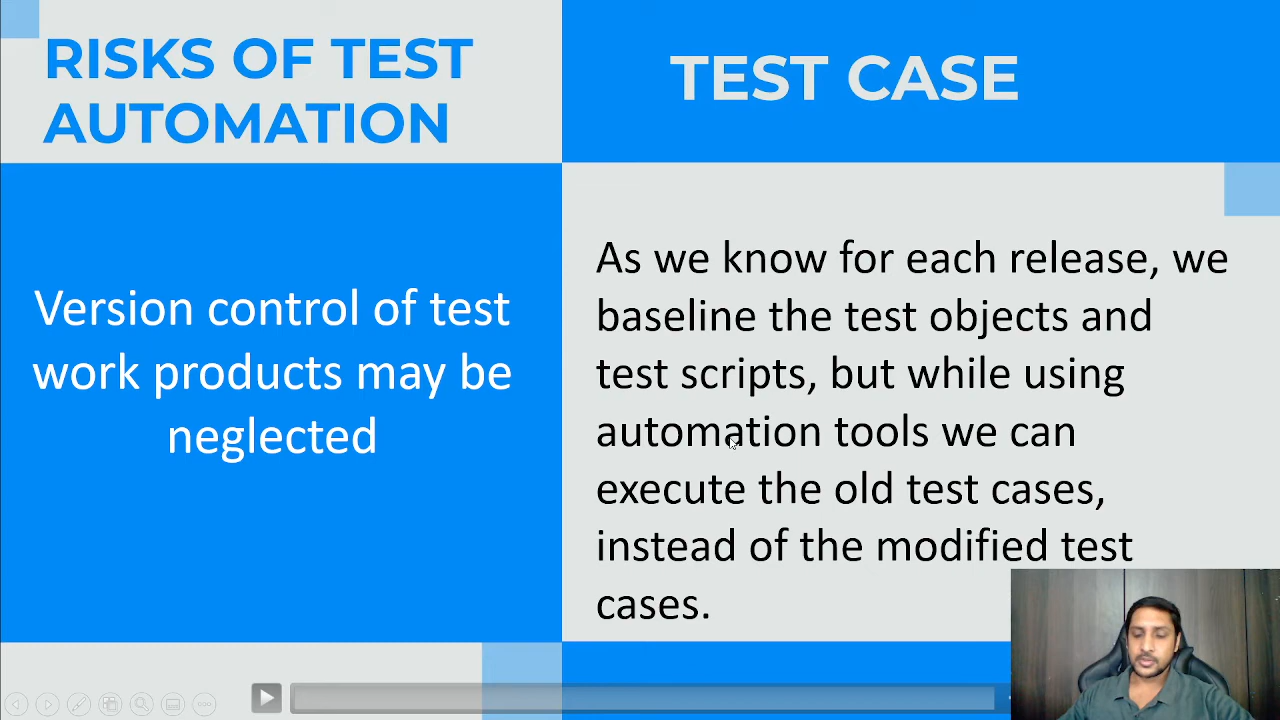 RISKS OF TEST
AUTOMATION
TEST CASE
Version control of test
work products may be
neglected
As we know for each release, we
baseline the test objects and
test scripts, but while using
automation tools we can
execute the old test cases,
instead of the modified test
cases.